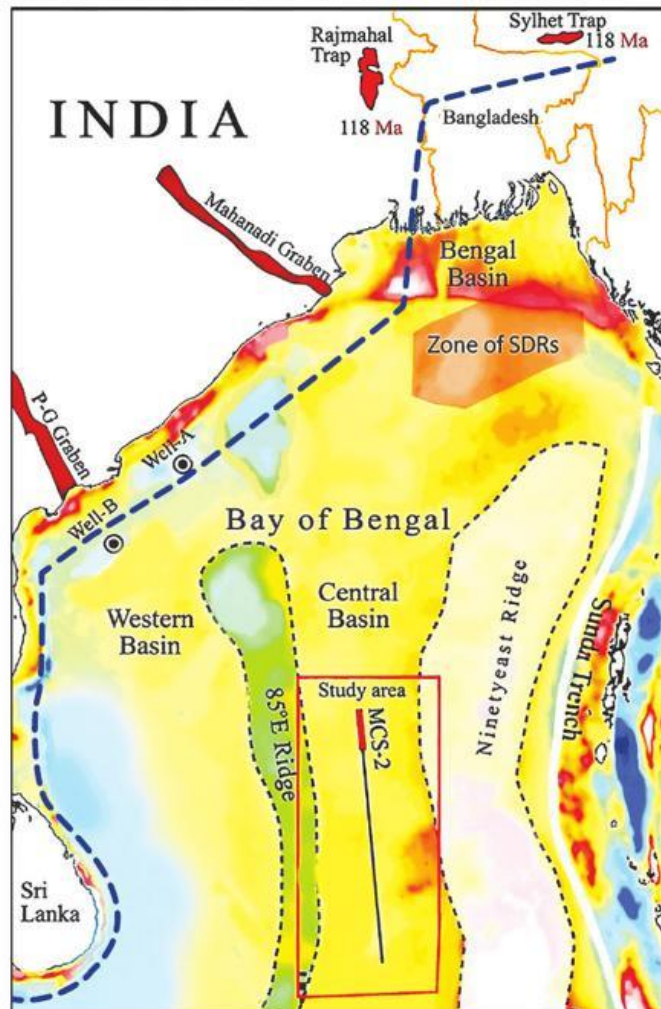 Sylhet Trap
118 Ma
Rajmahal
Trap
118 Ma
INDIA
Bangladesh
Mahanadi Graben
Bengal
Basin
Zone of SDRs
P-G Graben
Well-A
Well-B
Bay of Bengal
Western
Basin
Central
Basin
Ninetyeast Ridge
Sunda Trench
Study area
MCS-2
85°E Ridge
Sri
Lanka